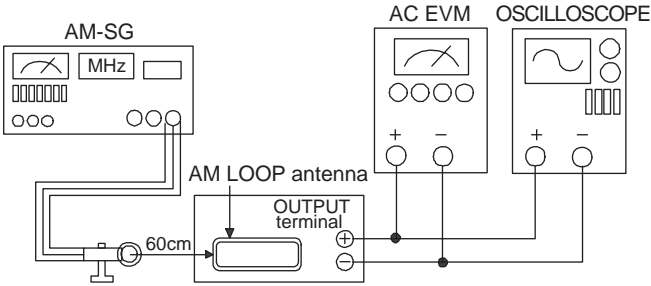 AM-SG
MHz
AC EVM
OSCILLOSCOPE
+ −
+ −
AM LOOP antenna
OUTPUT
terminal
60cm
+
−